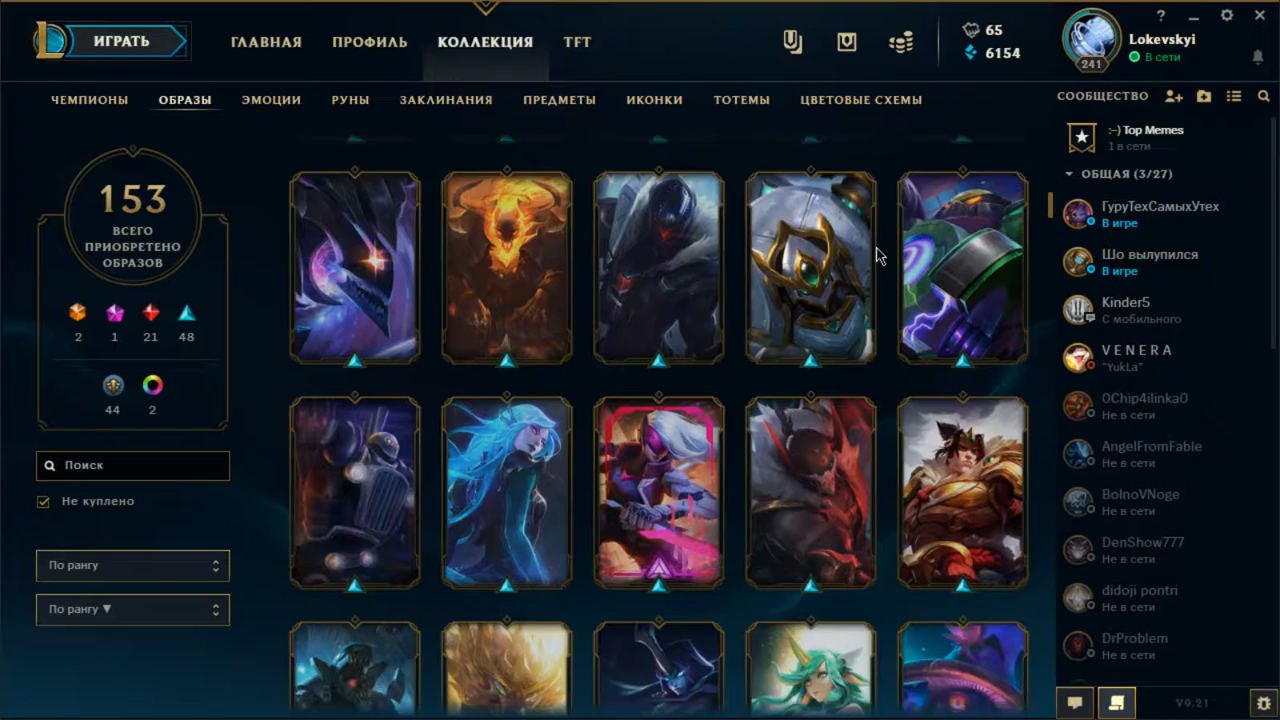 ИГРАТЬ
ГЛАВНАЯ
ПРОФИЛЬ
КОЛЛЕКЦИЯ
TFT
65
6154
241
?
Lokevskyi
В сети
ЧЕМПИОНЫ
ОБРАЗЫ
ЭМОЦИИ
РУНЫ
ЗАКЛИНАНИЯ
ПРЕДМЕТЫ
ИКОНКИ
ТОТЕМЫ
ЦВЕТОВЫЕ СХЕМЫ
153
ВСЕГО
ПРИОБРЕТЕНО
ОБРАЗОВ
2
1
21
48
44
2
Поиск
Не куплено
По рангу
По рангу ▼
СООБЩЕСТВО
:-) Top Memes
1 в сети
ОБЩАЯ (3/27)
ГуруТехСамыхУтех
В игре
Шо вылупился
В игре
Kinder5
С мобильного
V E N E R A
"YukLa"
0Chip4ilinka0
Не в сети
AngelFromFable
Не в сети
BolnoVNoge
Не в сети
DenShow777
Не в сети
didoji pontri
Не в сети
DrProblem
Не в сети
V9.21